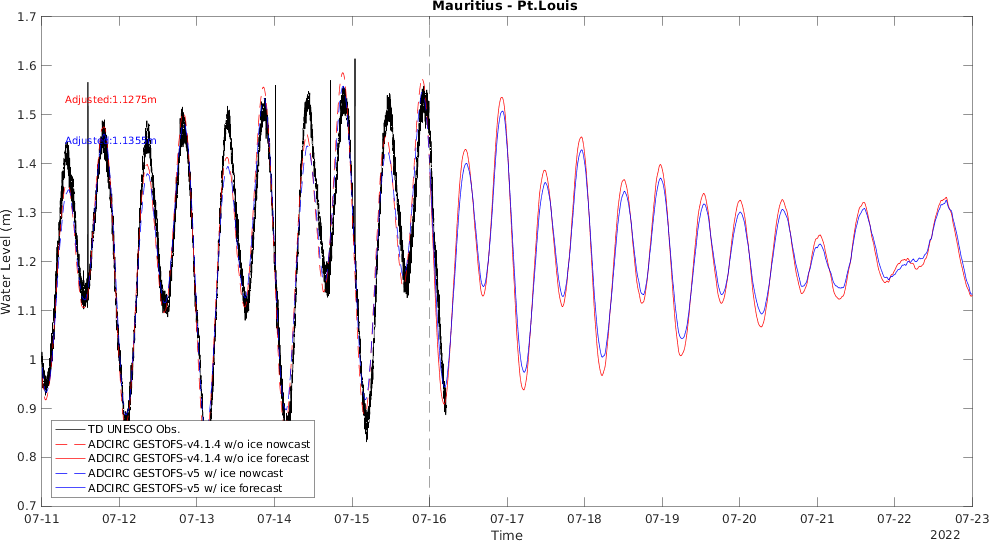 Mauritius - Pt.Louis
1.7
1.6
1.5
1.4
1.3
1.2
1.1
1
0.9
0.8
0.7
Water Level (m)
Adjusted:1.1275m
Adjusted:1.1355m
TD UNESCO Obs.
ADCIRC GESTOFS-v4.1.4 w/o ice nowcast
ADCIRC GESTOFS-v4.1.4 w/o ice forecast
ADCIRC GESTOFS-v5 w/ ice nowcast
ADCIRC GESTOFS-v5 w/ ice forecast
07-11 07-12 07-13 07-14 07-15 07-16 07-17 07-18 07-19 07-20 07-21 07-22 07-23
Time
2022